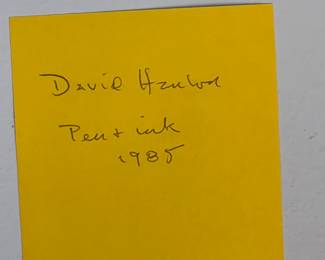 David
Pen + ink
1985